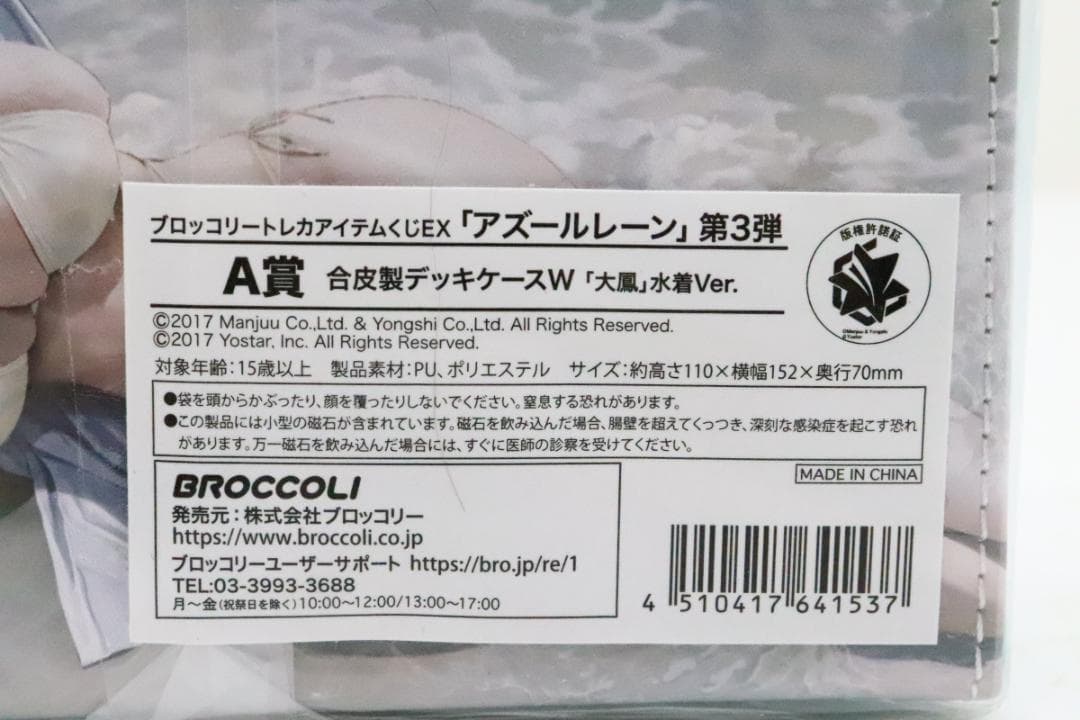 ブロッコリートレカアイテムくじEX「アズールレーン」第3弾
A賞 合皮製デッキケースW「大鳳」水着Ver.
版権許諾証
©Manjuu & Yongshi
©Yostar
©2017 Manjuu Co.,Ltd. & Yongshi Co.,Ltd. All Rights Reserved.
©2017 Yostar, Inc. All Rights Reserved.
対象年齢:15歳以上 製品素材:PU、ポリエステル サイズ:約高さ110×横幅152×奥行70mm
●袋を頭からかぶったり、顔を覆ったりしないでください。窒息する恐れがあります。
●この製品には小型の磁石が含まれています。磁石を飲み込んだ場合、腸壁を超えてくっつき、深刻な感染症を起こす恐れ
があります。万一磁石を飲み込んだ場合には、すぐに医師の診察を受けてください。
MADE IN CHINA
BROCCOLI
発売元:株式会社ブロッコリー
https://www.broccoli.co.jp
ブロッコリーユーザーサポート https://bro.jp/re/1
TEL:03-3993-3688
月〜金(祝祭日を除く)10:00〜12:00/13:00〜17:00
4 510417 641537